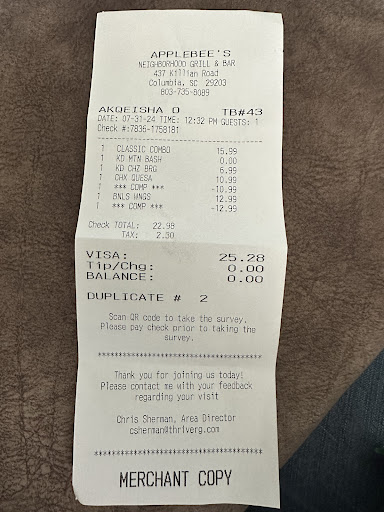 APPLEBEE'S
NEIGHBORHOOD GRILL & BAR
437 Killian Road
Columbia, SC 29203
803-735-8089
AKQEISHA O TB#43
DATE: 07-31-24 TIME: 12:32 PM GUESTS: 1
Check #:7836-1758181
1 CLASSIC COMBO 15.99
1 KD MTN BASH 0.00
1 KD CHZ BRG 6.99
1 CHX QUESA 10.99
1 *** COMP *** -10.99
1 BNLS WNGS 12.99
1 *** COMP *** -12.99
Check TOTAL: 22.98
TAX: 2.30
VISA: 25.28
Tip/Chg: 0.00
BALANCE: 0.00
DUPLICATE # 2
Scan QR code to take the survey.
Please pay check prior to taking the
survey.
Thank you for joining us today!
Please contact me with your feedback
regarding your visit
Chris Sherman, Area Director
csherman@thriverg.com
MERCHANT COPY